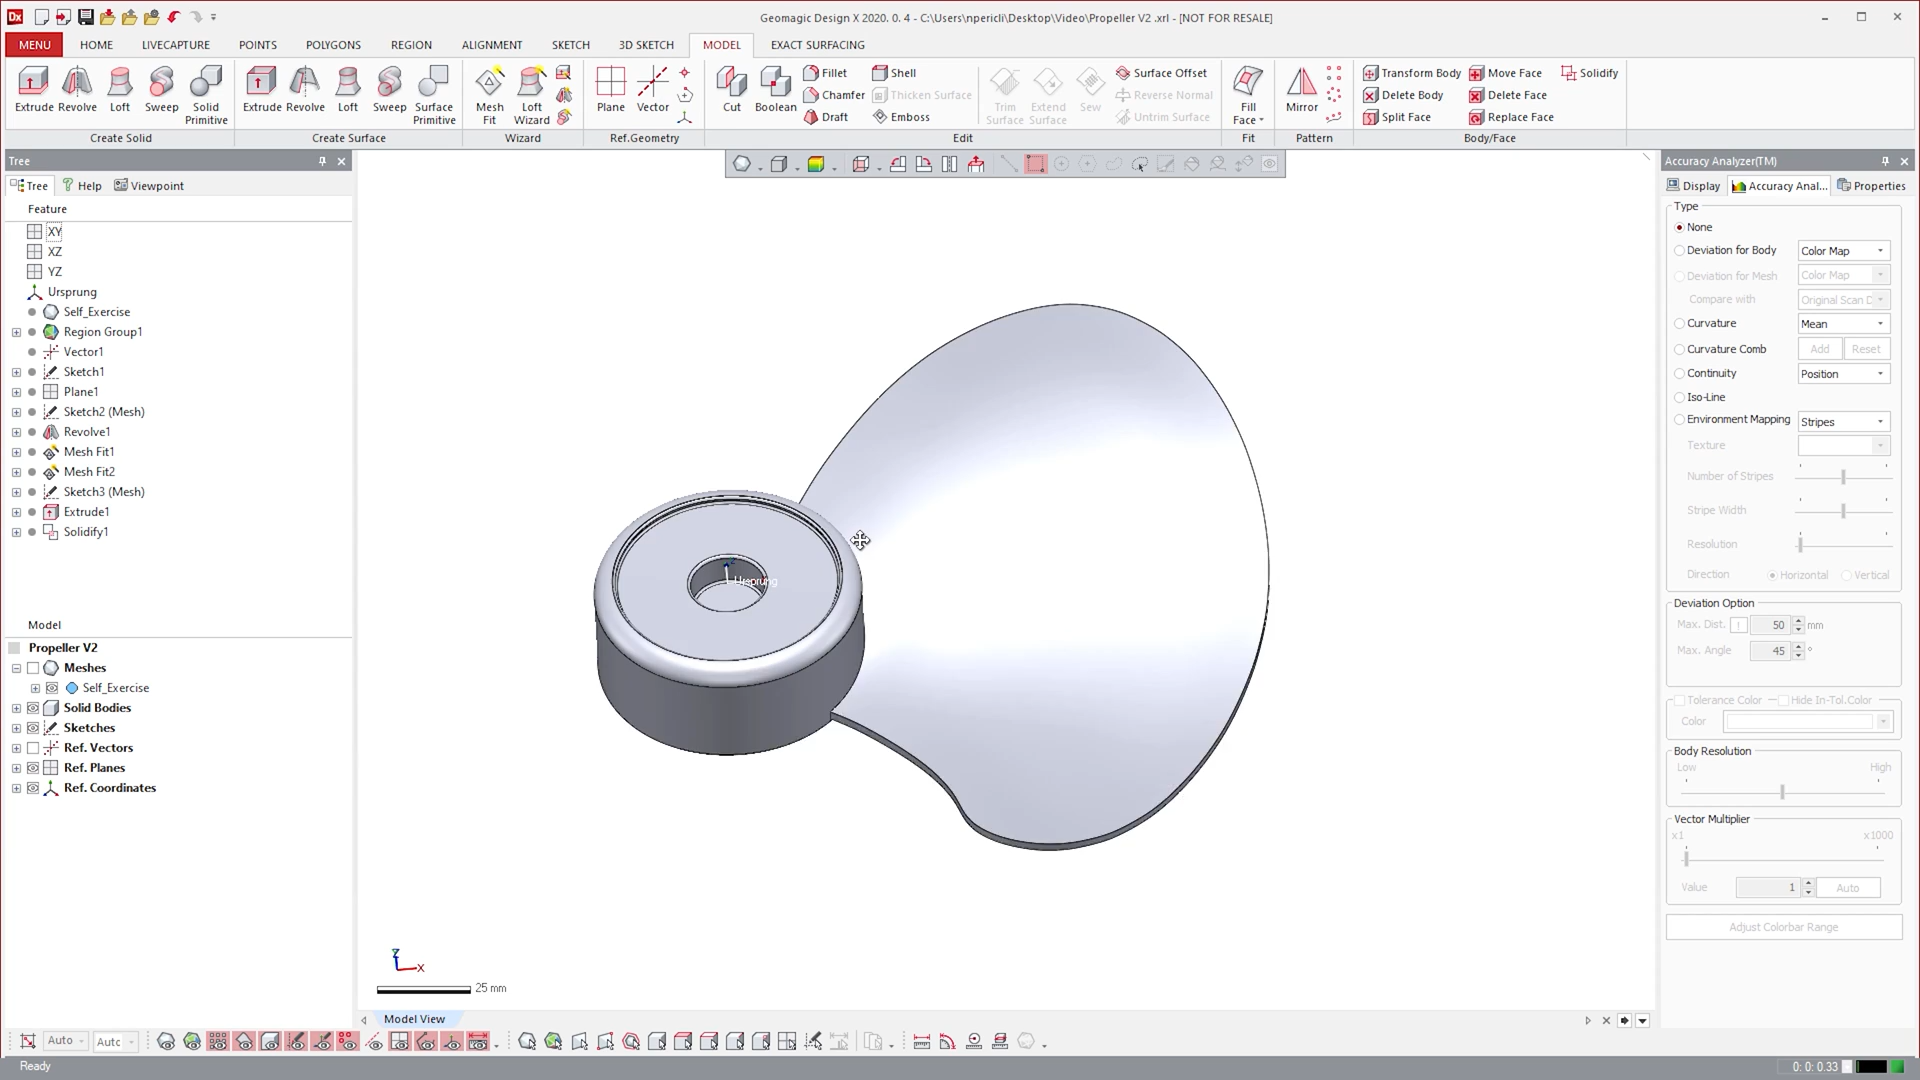 Dx
Geomagic Design X 2020. 0. 4 - C:\Users\npericli\Desktop\Video\Propeller V2 .xrl - [NOT FOR RESALE]
MENU HOME LIVECAPTURE POINTS POLYGONS REGION ALIGNMENT SKETCH 3D SKETCH MODEL EXACT SURFACING
Extrude Revolve Loft Sweep Solid Primitive
Create Solid
Extrude Revolve Loft Sweep Surface Primitive
Create Surface
Mesh Fit Loft Wizard
Wizard
Plane Vector
Ref.Geometry
Cut Boolean
Fillet Shell
Chamfer Thicken Surface
Draft Emboss
Trim Surface Extend Surface Sew
Surface Offset
Reverse Normal
Untrim Surface
Edit
Fill Face
Fit
Mirror
Pattern
Transform Body Move Face Solidify
Delete Body Delete Face
Split Face Replace Face
Body/Face
Tree
Tree Help Viewpoint
Feature
XY
XZ
YZ
Ursprung
Self_Exercise
Region Group1
Vector1
Sketch1
Plane1
Sketch2 (Mesh)
Revolve1
Mesh Fit1
Mesh Fit2
Sketch3 (Mesh)
Extrude1
Solidify1
Model
Propeller V2
Meshes
Self_Exercise
Solid Bodies
Sketches
Ref. Vectors
Ref. Planes
Ref. Coordinates
Ursprung
Z
X
25 mm
Model View
Accuracy Analyzer(TM)
Display Accuracy Anal... Properties
Type
None
Deviation for Body Color Map
Deviation for Mesh Color Map
Compare with Original Scan D
Curvature Mean
Curvature Comb Add Reset
Continuity Position
Iso-Line
Environment Mapping Stripes
Texture
Number of Stripes
Stripe Width
Resolution
Direction Horizontal Vertical
Deviation Option
Max. Dist. ! 50 mm
Max. Angle 45 °
Tolerance Color Hide In-Tol.Color
Color
Body Resolution
Low High
Vector Multiplier
x1 x1000
Value 1 Auto
Adjust Colorbar Range
Auto Autc
Ready
0: 0: 0.33